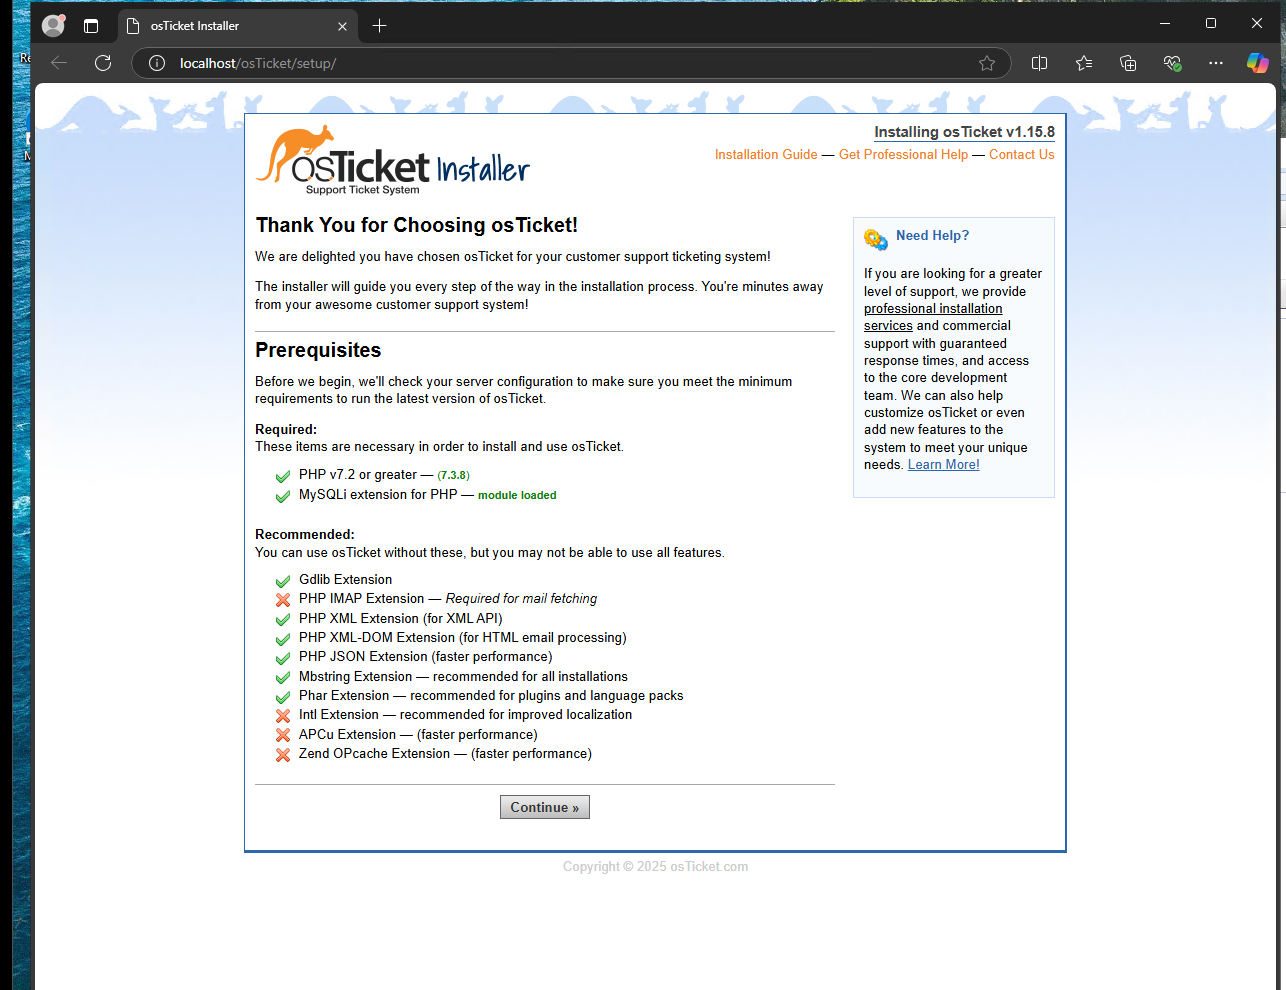 osTicket Installer
localhost/osTicket/setup/
osTicket Installer
Support Ticket System
Installing osTicket v1.15.8
Installation Guide — Get Professional Help — Contact Us
Thank You for Choosing osTicket!
We are delighted you have chosen osTicket for your customer support ticketing system!
The installer will guide you every step of the way in the installation process. You're minutes away
from your awesome customer support system!
Prerequisites
Before we begin, we'll check your server configuration to make sure you meet the minimum
requirements to run the latest version of osTicket.
Required:
These items are necessary in order to install and use osTicket.
PHP v7.2 or greater — (7.3.8)
MySQLi extension for PHP — module loaded
Recommended:
You can use osTicket without these, but you may not be able to use all features.
Gdlib Extension
PHP IMAP Extension — Required for mail fetching
PHP XML Extension (for XML API)
PHP XML-DOM Extension (for HTML email processing)
PHP JSON Extension (faster performance)
Mbstring Extension — recommended for all installations
Phar Extension — recommended for plugins and language packs
Intl Extension — recommended for improved localization
APCu Extension — (faster performance)
Zend OPcache Extension — (faster performance)
Continue »
Need Help?
If you are looking for a greater
level of support, we provide
professional installation
services and commercial
support with guaranteed
response times, and access
to the core development
team. We can also help
customize osTicket or even
add new features to the
system to meet your unique
needs. Learn More!
Copyright © 2025 osTicket.com